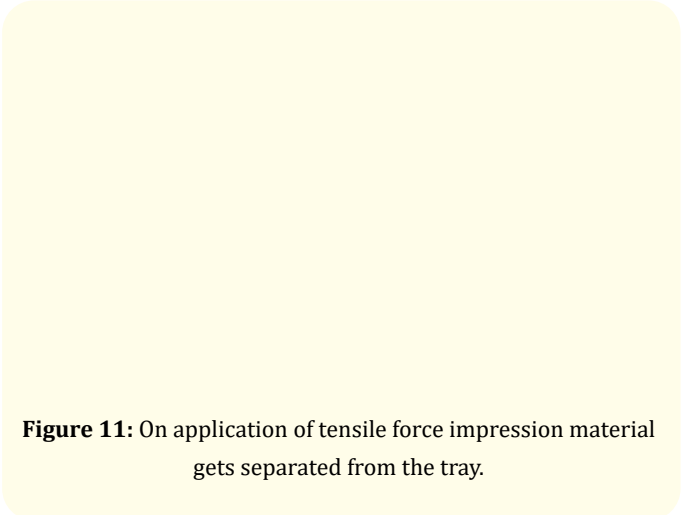 Figure 11: On application of tensile force impression material
gets separated from the tray.